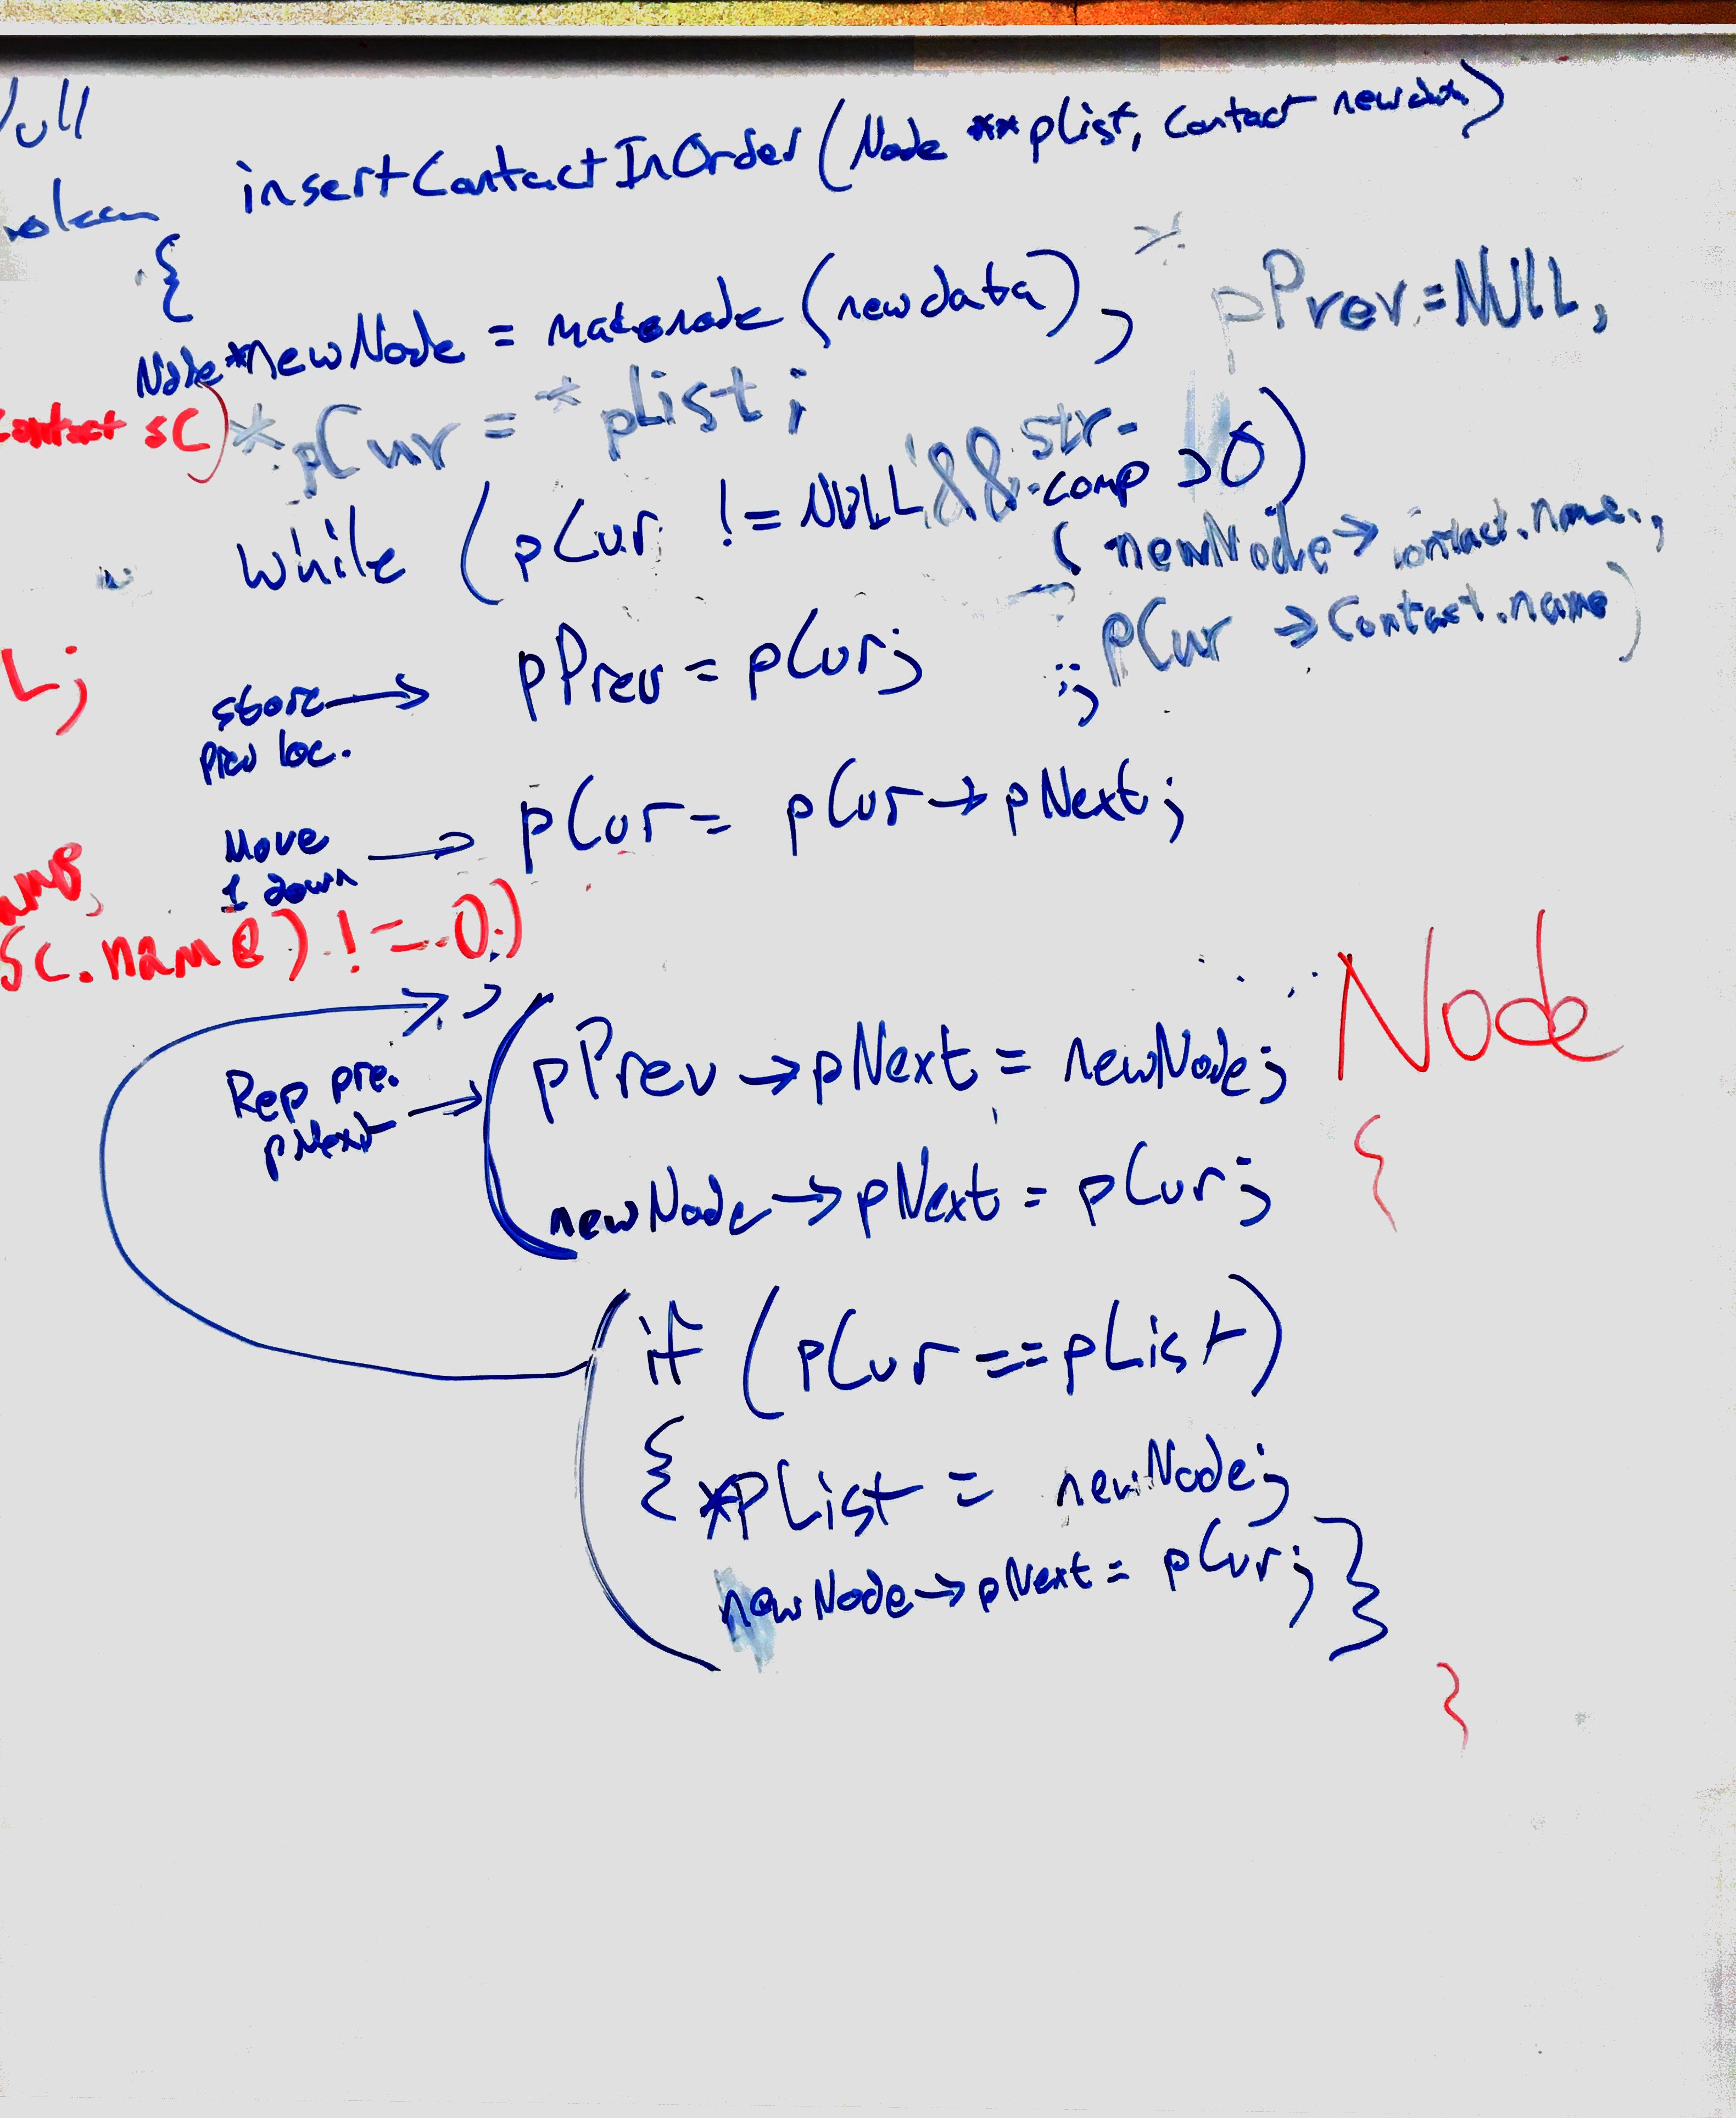 insertContactInOrder (Node **pList, Contact newdata)
{
Node *newNode = makenode (newdata), * pPrev = NULL,
contact sC) * pCur = * pList ;
while (pCur != NULL && str-
-comp > 0)
( newNode -> contact.name,
pCur -> Contact.name)
L;
store -> pPrev = pCur;
prev loc.
Move -> pCur = pCur -> pNext;
1 down
sC.name) != 0)
Node
Rep pre. pPrev -> pNext = newNode;
pNext ->
{
newNode -> pNext = pCur;
if (pCur == pList)
{ *pList = newNode;
newNode -> pNext = pCur; }
}